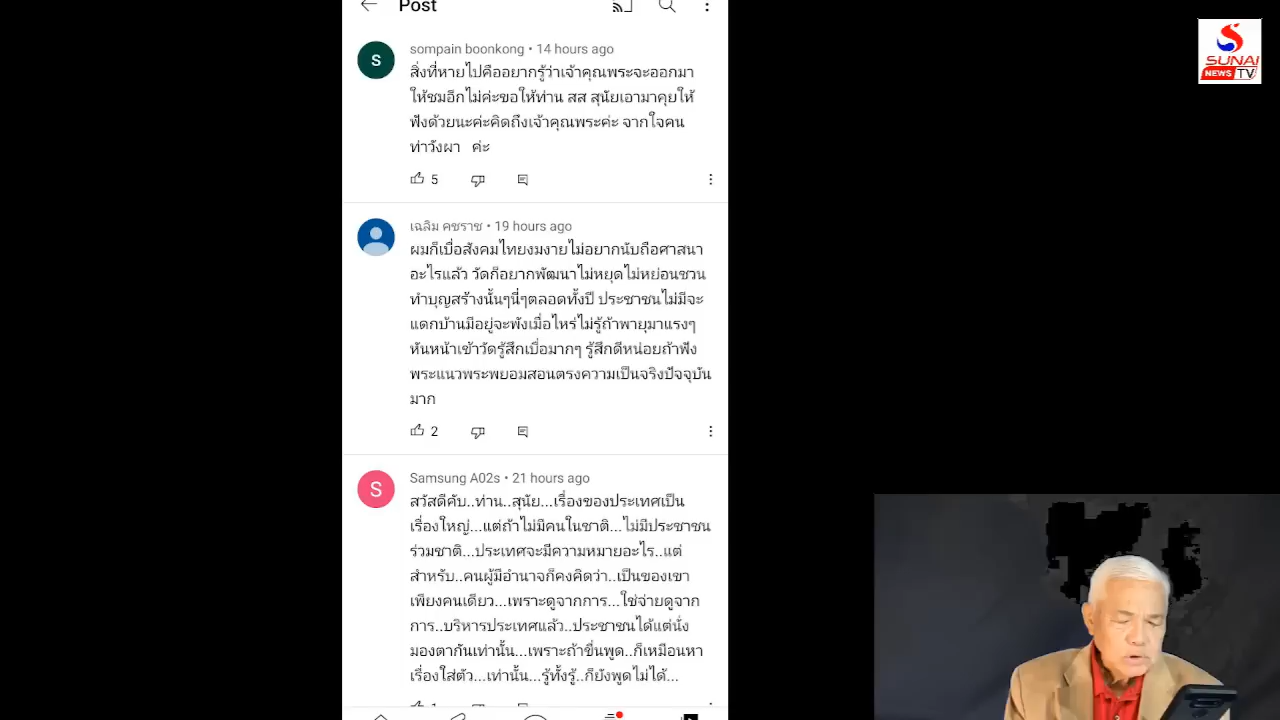 Post
SUNAI
NEWS TV
S
sompain boonkong • 14 hours ago
สิ่งที่หายไปคืออยากรู้ว่าเจ้าคุณพระจะออกมา
ให้ชมอีกไม่ค่ะขอให้ท่าน สส สุนัยเอามาคุยให้
ฟังด้วยนะค่ะคิดถึงเจ้าคุณพระค่ะ จากใจคน
ท่าวังผา ค่ะ
5
เฉลิม คชราช • 19 hours ago
ผมก็เบื่อสังคมไทยงมงายไม่อยากนับถือศาสนา
อะไรแล้ว วัดก็อยากพัฒนาไม่หยุดไม่หย่อนชวน
ทำบุญสร้างนั้นๆนี่ๆตลอดทั้งปี ประชาชนไม่มีจะ
แดกบ้านมีอยู่จะพังเมื่อไหร่ไม่รู้ถ้าพายุมาแรงๆ
หันหน้าเข้าวัดรู้สึกเบื่อมากๆ รู้สึกดีหน่อยถ้าฟัง
พระแนวพระพยอมสอนตรงความเป็นจริงปัจจุบัน
มาก
2
S
Samsung A02s • 21 hours ago
สวัสดีคับ..ท่าน..สุนัย...เรื่องของประเทศเป็น
เรื่องใหญ่...แต่ถ้าไม่มีคนในชาติ...ไม่มีประชาชน
ร่วมชาติ...ประเทศจะมีความหมายอะไร..แต่
สำหรับ..คนผู้มีอำนาจก็คงคิดว่า..เป็นของเขา
เพียงคนเดียว...เพราะดูจากการ...ใช่จ่ายดูจาก
การ..บริหารประเทศแล้ว..ประชาชนได้แต่นั่ง
มองตากันเท่านั้น...เพราะถ้าขื่นพูด..ก็เหมือนหา
เรื่องใส่ตัว...เท่านั้น...รู้ทั้งรู้..ก็ยังพูดไม่ได้...